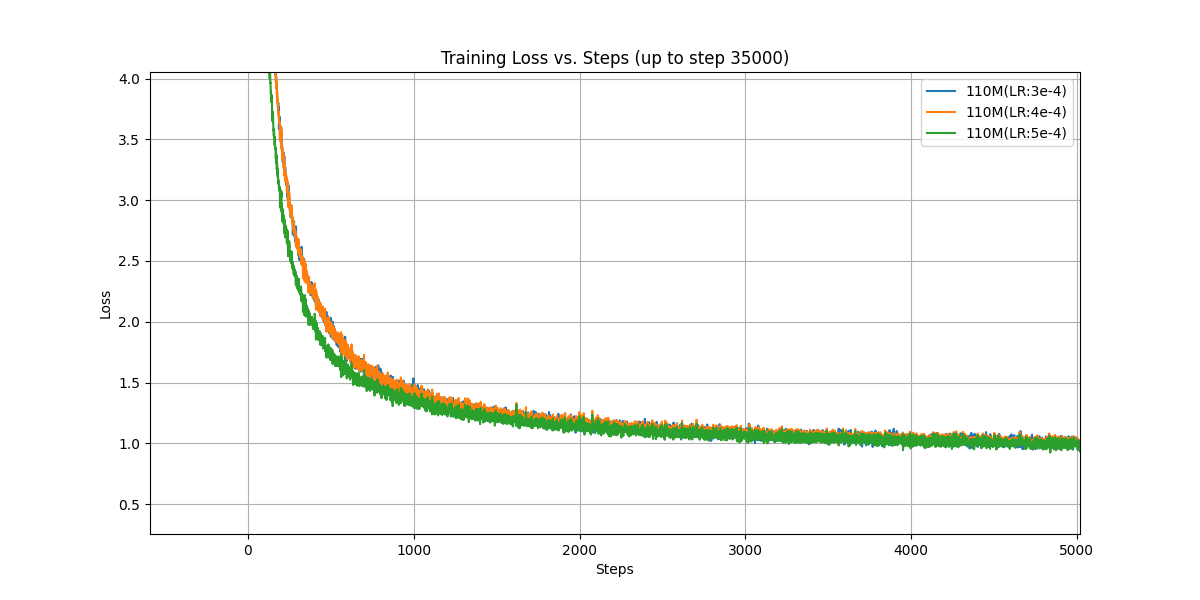 Training Loss vs. Steps (up to step 35000)
4.0
3.5
3.0
2.5
2.0
1.5
1.0
0.5
Loss
110M(LR:3e-4)
110M(LR:4e-4)
110M(LR:5e-4)
0
1000
2000
3000
4000
5000
Steps